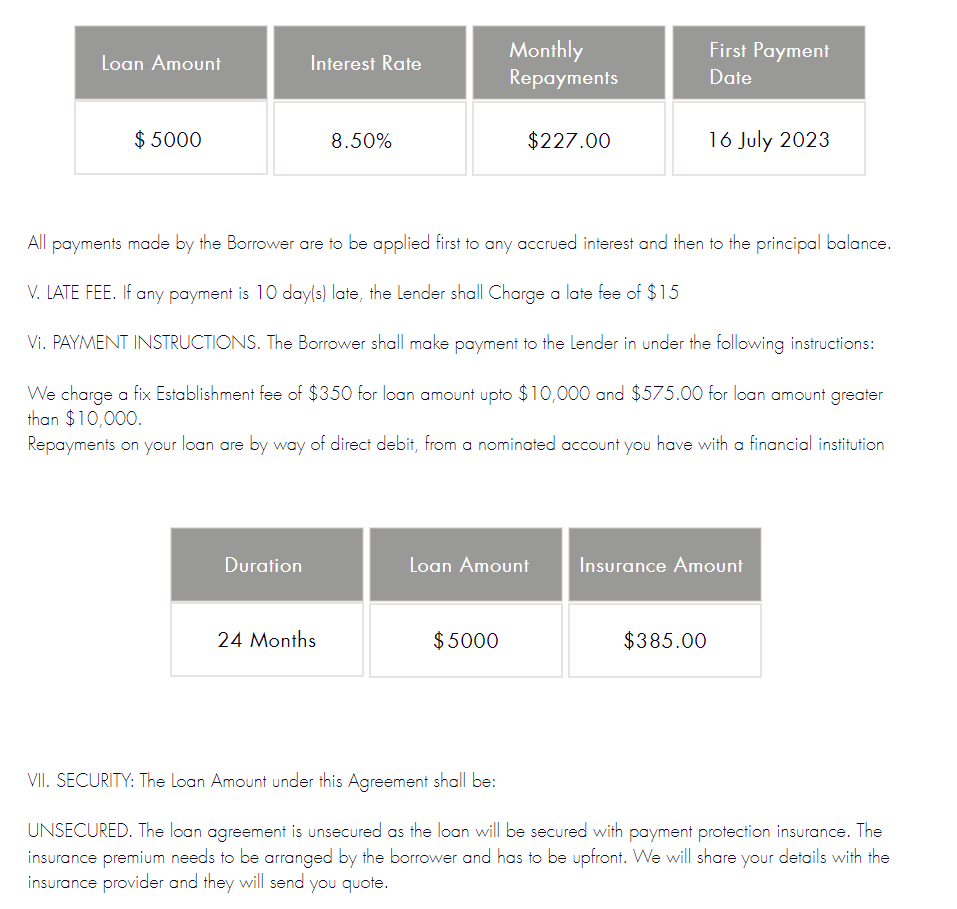 Loan Amount
Interest Rate
Monthly
Repayments
First Payment
Date
$ 5000
8.50%
$227.00
16 July 2023
All payments made by the Borrower are to be applied first to any accrued interest and then to the principal balance.
V. LATE FEE. If any payment is 10 day(s) late, the Lender shall Charge a late fee of $15
Vi. PAYMENT INSTRUCTIONS. The Borrower shall make payment to the Lender in under the following instructions:
We charge a fix Establishment fee of $350 for loan amount upto $10,000 and $575.00 for loan amount greater
than $10,000.
Repayments on your loan are by way of direct debit, from a nominated account you have with a financial institution
Duration
Loan Amount
Insurance Amount
24 Months
$5000
$385.00
VII. SECURITY: The Loan Amount under this Agreement shall be:
UNSECURED. The loan agreement is unsecured as the loan will be secured with payment protection insurance. The
insurance premium needs to be arranged by the borrower and has to be upfront. We will share your details with the
insurance provider and they will send you quote.